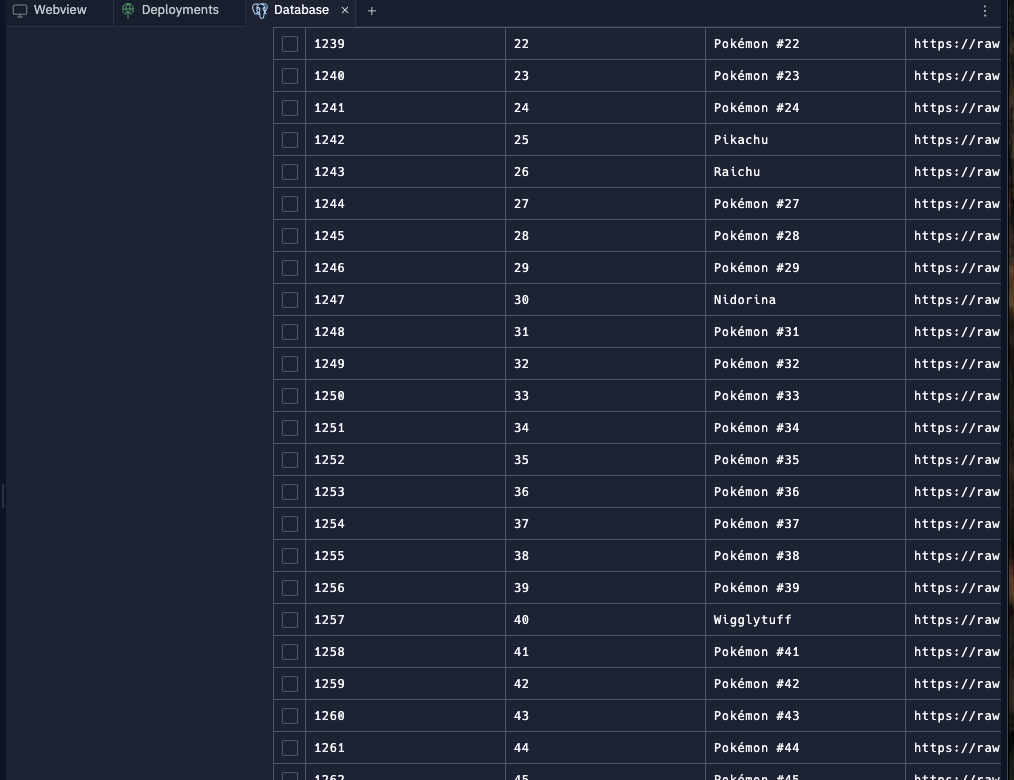 Webview Deployments Database × +
1239 22 Pokémon #22 https://raw
1240 23 Pokémon #23 https://raw
1241 24 Pokémon #24 https://raw
1242 25 Pikachu https://raw
1243 26 Raichu https://raw
1244 27 Pokémon #27 https://raw
1245 28 Pokémon #28 https://raw
1246 29 Pokémon #29 https://raw
1247 30 Nidorina https://raw
1248 31 Pokémon #31 https://raw
1249 32 Pokémon #32 https://raw
1250 33 Pokémon #33 https://raw
1251 34 Pokémon #34 https://raw
1252 35 Pokémon #35 https://raw
1253 36 Pokémon #36 https://raw
1254 37 Pokémon #37 https://raw
1255 38 Pokémon #38 https://raw
1256 39 Pokémon #39 https://raw
1257 40 Wigglytuff https://raw
1258 41 Pokémon #41 https://raw
1259 42 Pokémon #42 https://raw
1260 43 Pokémon #43 https://raw
1261 44 Pokémon #44 https://raw
1262 45 Pokémon #45 https://raw